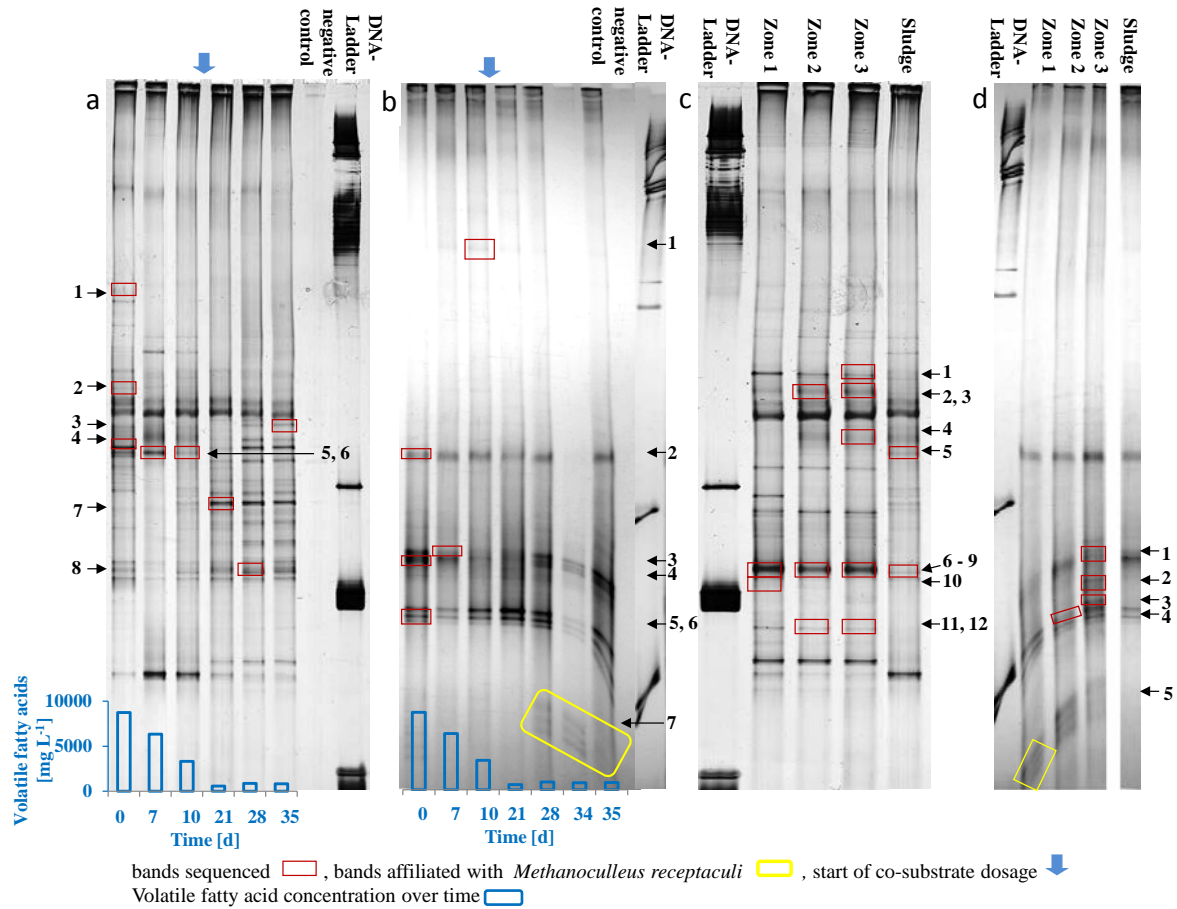 DNA-
negative
control
DNA-
Ladder
DNA-
negative
control
DNA-
Ladder
DNA-
Ladder
Zone 1
Zone 2
Zone 3
Sludge
DNA-
Ladder
Zone 1
Zone 2
Zone 3
Sludge
a
1
2
3
4
5, 6
7
8
b
1
2
3
4
5, 6
7
c
1
2, 3
4
5
6 - 9
10
11, 12
d
1
2
3
4
5
Volatile fatty acids
[mg L-1]
10000
5000
0
0 7 10 21 28 35
Time [d]
0 7 10 21 28 34 35
Time [d]
bands sequenced , bands affiliated with Methanoculleus receptaculi , start of co-substrate dosage
Volatile fatty acid concentration over time